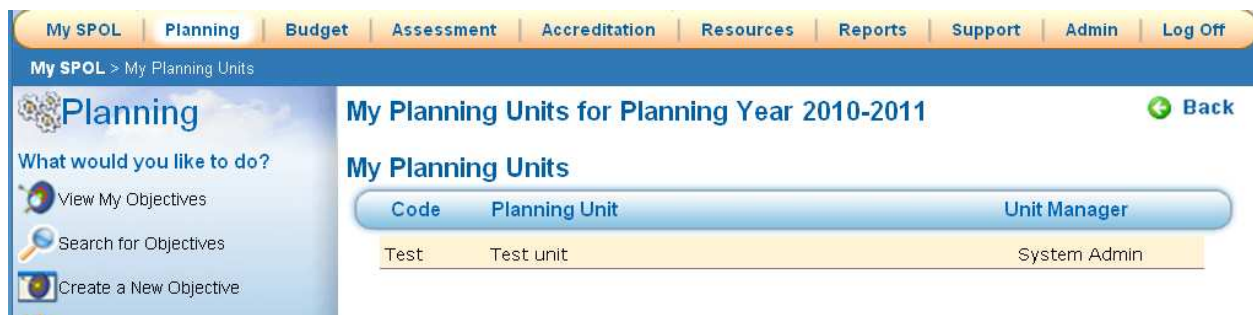 My SPOL | Planning | Budget | Assessment | Accreditation | Resources | Reports | Support | Admin | Log Off
My SPOL > My Planning Units
Planning
What would you like to do?
View My Objectives
Search for Objectives
Create a New Objective
My Planning Units for Planning Year 2010-2011 Back
My Planning Units
Code Planning Unit Unit Manager
Test Test unit System Admin